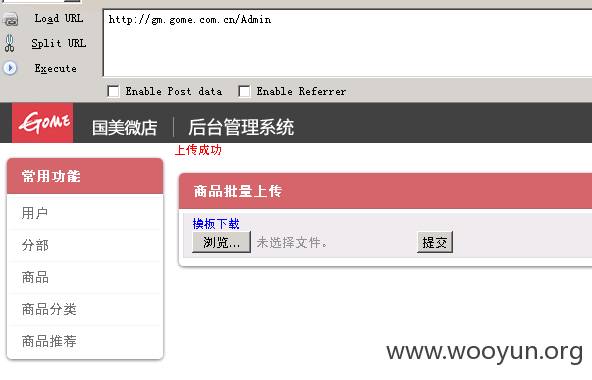 Load URL
http://gm.gome.com.cn/Admin
Split URL
Execute
Enable Post data
Enable Referrer
GOME 国美微店 后台管理系统
上传成功
常用功能
商品批量上传
用户
模板下载
浏览... 未选择文件。 提交
分部
商品
商品分类
商品推荐
www.wooyun.org